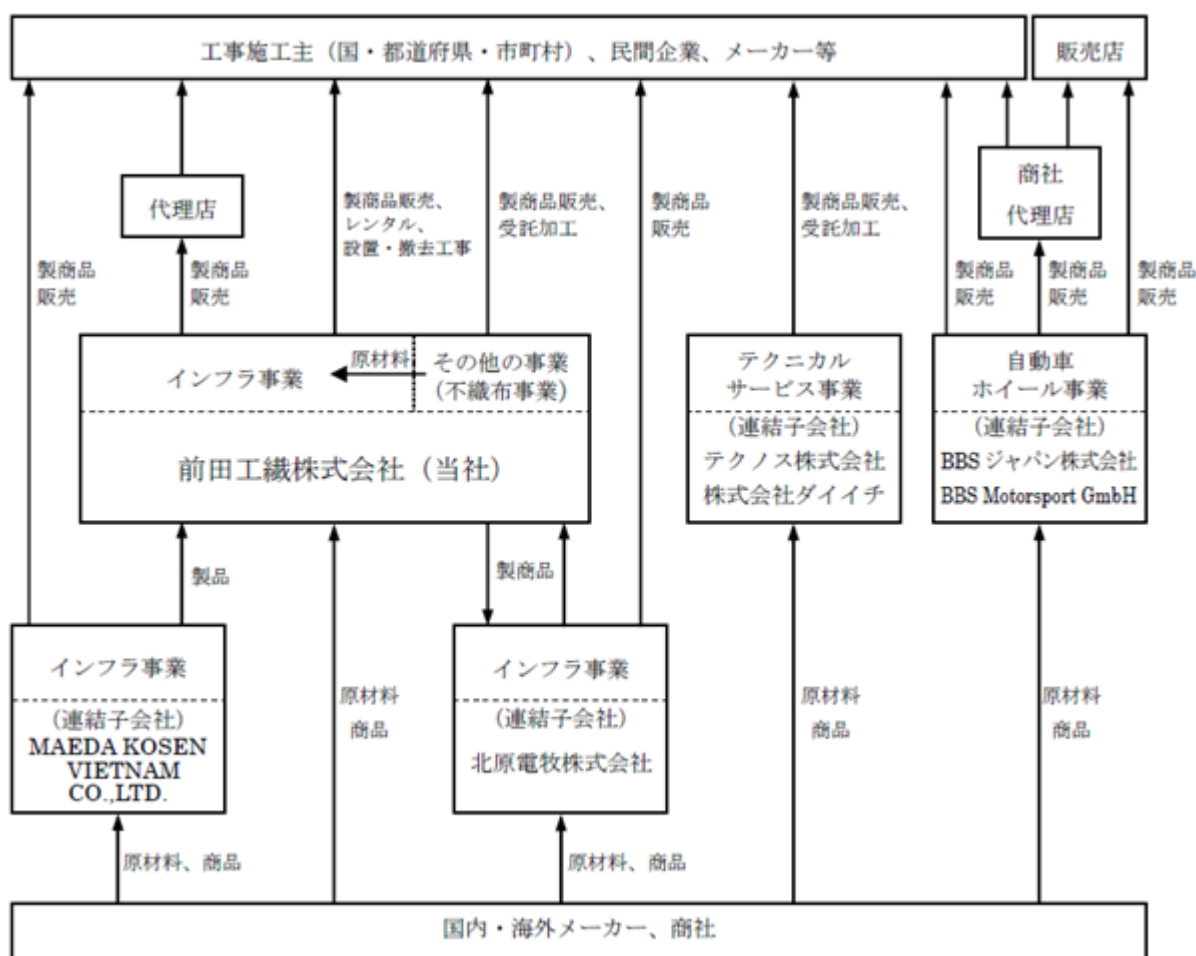 工事施工主（国・都道府県・市町村）、民間企業、メーカー等
販売店
商社
代理店
代理店
製商品販売、
レンタル、
設置・搬去工事
製商品販売、
受託加工
製商品
販売
製商品販売、
受託加工
製商品
販売
製商品
販売
製商品
販売
製商品
販売
製商品
販売
インフラ事業
原材料
その他の事業
(不織布事業)
前田工繊株式会社（当社）
テクニカル
サービス事業
(連結子会社)
テクノス株式会社
株式会社ダイイチ
自動車
ホイール事業
(連結子会社)
BBS ジャパン株式会社
BBS Motorsport GmbH
製品
製商品
インフラ事業
(連結子会社)
MAEDA KOSEN
VIETNAM
CO.,LTD.
原材料
商品
インフラ事業
(連結子会社)
北原電牧株式会社
原材料
商品
原材料
商品
原材料、商品
原材料、商品
国内・海外メーカー、商社